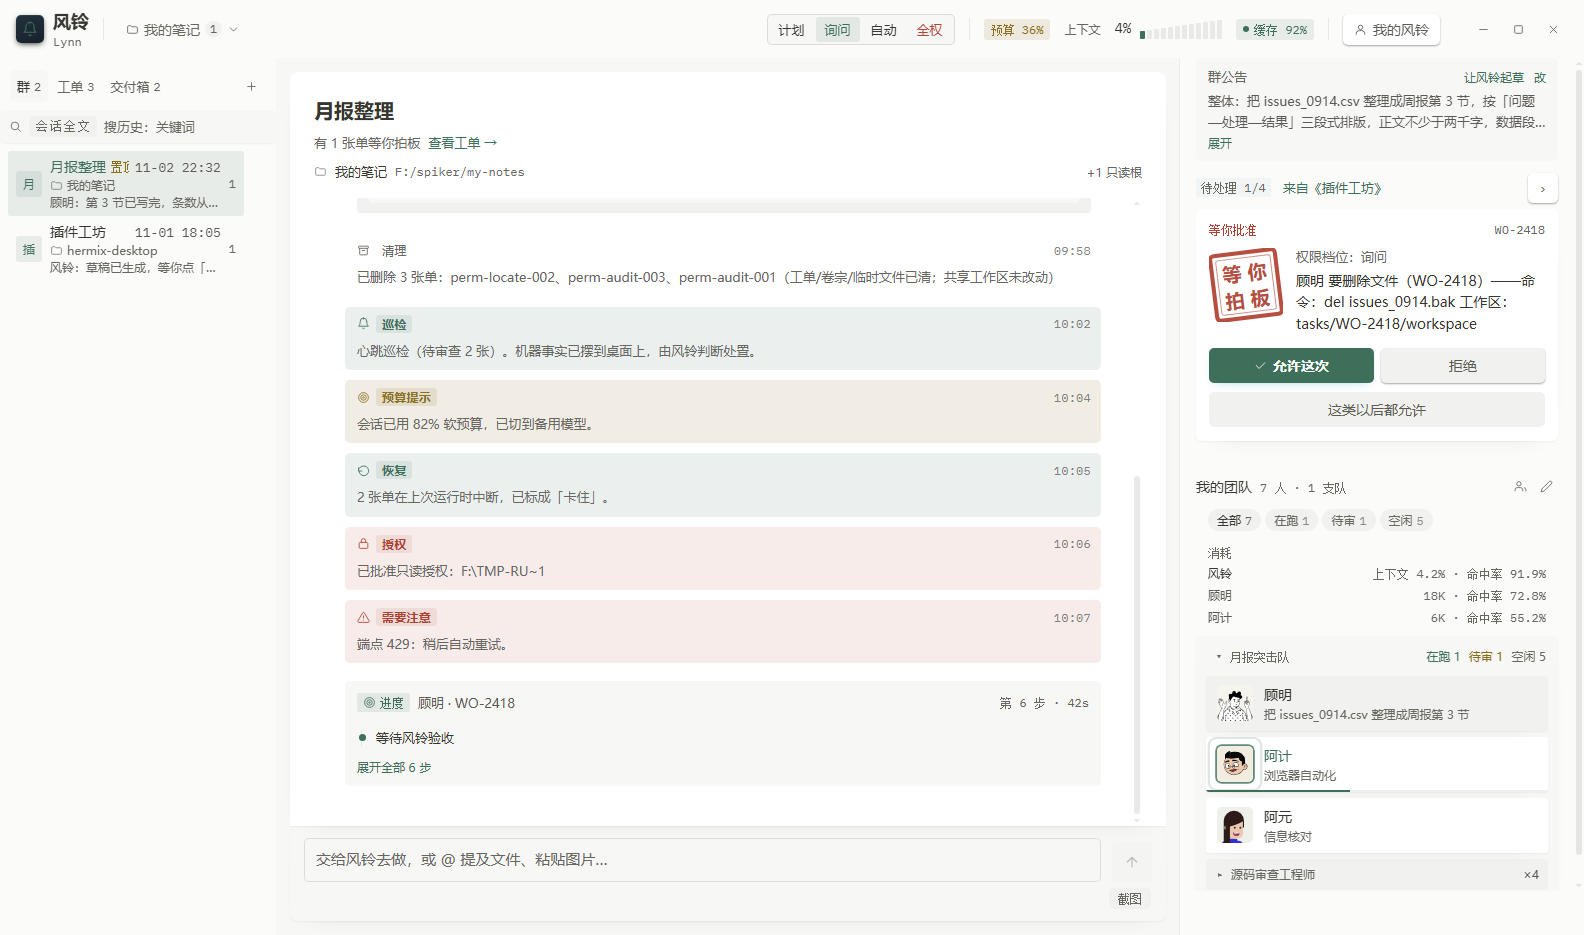 风铃
Lynn
我的笔记 1
计划 询问 自动 全权
预算 36%
上下文 4%
缓存 92%
我的风铃
群 2 工单 3 交付箱 2
会话全文 搜历史：关键词
月 月报整理 置顶 11-02 22:32
我的笔记 1
顾明：第 3 节已写完，条数从...
插 插件工坊 11-01 18:05
hermix-desktop 1
风铃：草稿已生成，等你点「...
月报整理
有 1 张单等你拍板 查看工单 →
我的笔记 F:/spiker/my-notes +1 只读根
清理 09:58
已删除 3 张单：perm-locate-002、perm-audit-003、perm-audit-001（工单/卷宗/临时文件已清；共享工作区未改动）
巡检 10:02
心跳巡检（待审查 2 张）。机器事实已摆到桌面上，由风铃判断处置。
预算提示 10:04
会话已用 82% 软预算，已切到备用模型。
恢复 10:05
2 张单在上次运行时中断，已标成「卡住」。
授权 10:06
已批准只读授权：F:\TMP-RU~1
需要注意 10:07
端点 429：稍后自动重试。
进度 顾明 · WO-2418 第 6 步 · 42s
等待风铃验收
展开全部 6 步
交给风铃去做，或 @ 提及文件、粘贴图片...
截图
群公告 让风铃起草 改
整体：把 issues_0914.csv 整理成周报第 3 节，按「问题
—处理—结果」三段式排版，正文不少于两千字，数据段...
展开
待处理 1/4 来自《插件工坊》
等你批准 WO-2418
等你
拍板
权限档位：询问
顾明 要删除文件（WO-2418）——命
令：del issues_0914.bak 工作区：
tasks/WO-2418/workspace
允许这次 拒绝
这类以后都允许
我的团队 7 人 · 1 支队
全部 7 在跑 1 待审 1 空闲 5
消耗
风铃 上下文 4.2% · 命中率 91.9%
顾明 18K · 命中率 72.8%
阿计 6K · 命中率 55.2%
月报突击队 在跑 1 待审 1 空闲 5
顾明
把 issues_0914.csv 整理成周报第 3 节
阿计
浏览器自动化
阿元
信息核对
源码审查工程师 ×4